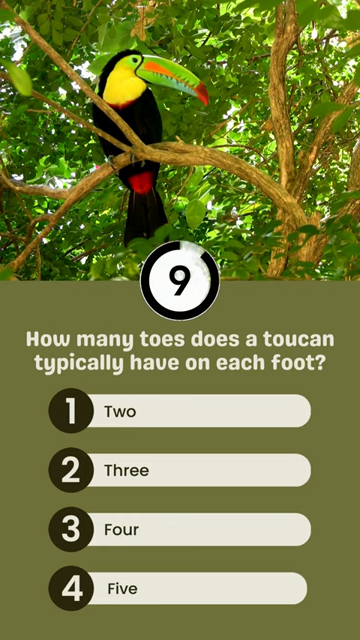 9
How many toes does a toucan
typically have on each foot?
1 Two
2 Three
3 Four
4 Five